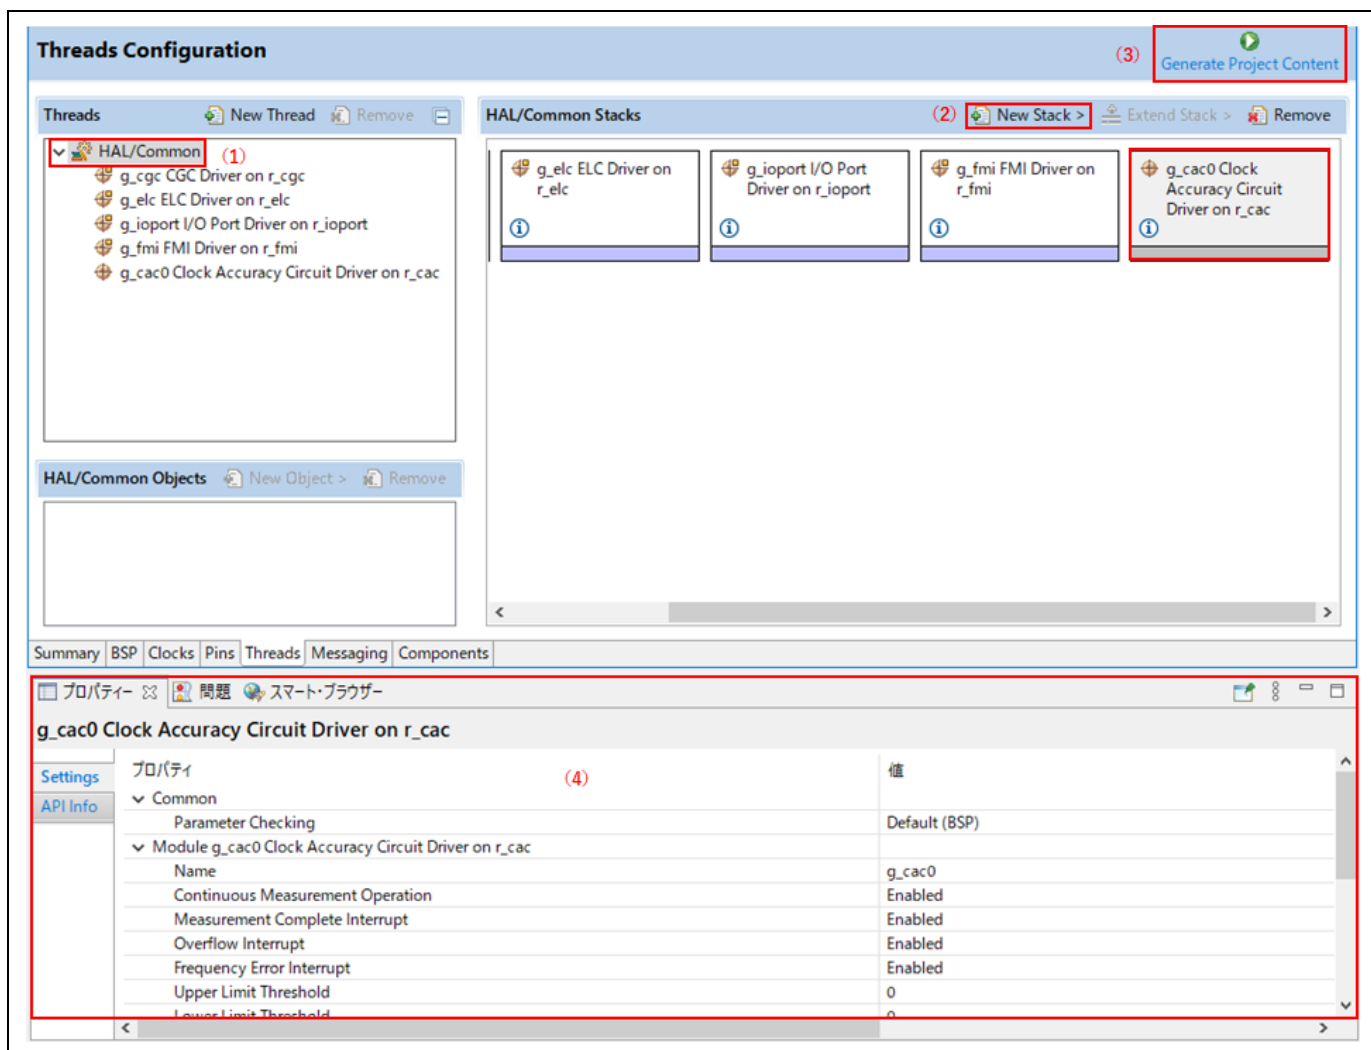 Threads Configuration
(3)
Generate Project Content
Threads
New Thread
Remove
HAL/Common
(1)
g_cgc CGC Driver on r_cgc
g_elc ELC Driver on r_elc
g_ioport I/O Port Driver on r_ioport
g_fmi FMI Driver on r_fmi
g_cac0 Clock Accuracy Circuit Driver on r_cac
HAL/Common Objects
New Object >
Remove
HAL/Common Stacks
(2)
New Stack >
Extend Stack >
Remove
g_elc ELC Driver on
r_elc
g_ioport I/O Port
Driver on r_ioport
g_fmi FMI Driver on
r_fmi
g_cac0 Clock
Accuracy Circuit
Driver on r_cac
Summary
BSP
Clocks
Pins
Threads
Messaging
Components
プロパティー
問題
スマート・ブラウザー
g_cac0 Clock Accuracy Circuit Driver on r_cac
Settings
API Info
プロパティ
(4)
値
Common
Parameter Checking
Default (BSP)
Module g_cac0 Clock Accuracy Circuit Driver on r_cac
Name
g_cac0
Continuous Measurement Operation
Enabled
Measurement Complete Interrupt
Enabled
Overflow Interrupt
Enabled
Frequency Error Interrupt
Enabled
Upper Limit Threshold
0
Lower Limit Threshold
0